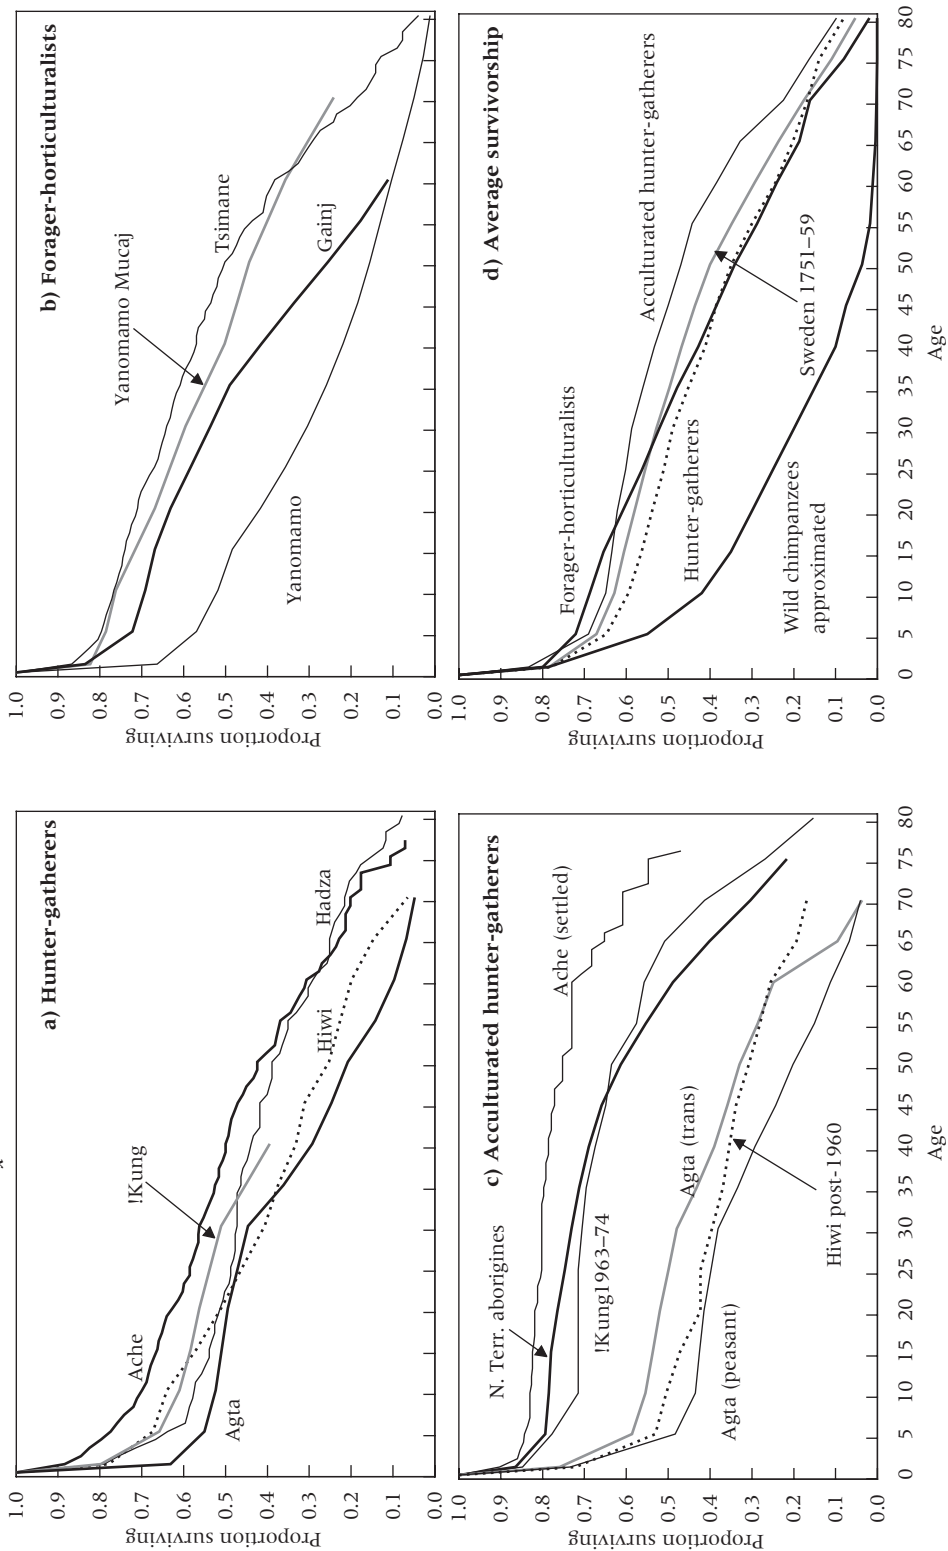 x
a) Hunter-gatherers
1.0
0.9
0.8
0.7
0.6
0.5
0.4
0.3
0.2
0.1
0.0
Proportion surviving
!Kung
Ache
Agta
Hiwi
Hadza
b) Forager-horticulturalists
1.0
0.9
0.8
0.7
0.6
0.5
0.4
0.3
0.2
0.1
0.0
Proportion surviving
Yanomamo Mucaj
Tsimane
Gainj
Yanomamo
c) Acculturated hunter-gatherers
1.0
0.9
0.8
0.7
0.6
0.5
0.4
0.3
0.2
0.1
0.0
Proportion surviving
N. Terr. aborigines
Ache (settled)
!Kung1963–74
Agta (trans)
Agta (peasant)
Hiwi post-1960
0 5 10 15 20 25 30 35 40 45 50 55 60 65 70 75 80
Age
d) Average survivorship
1.0
0.9
0.8
0.7
0.6
0.5
0.4
0.3
0.2
0.1
0.0
Proportion surviving
Forager-horticulturalists
Acculturated hunter-gatherers
Hunter-gatherers
Sweden 1751–59
Wild chimpanzees
approximated
0 5 10 15 20 25 30 35 40 45 50 55 60 65 70 75 80
Age